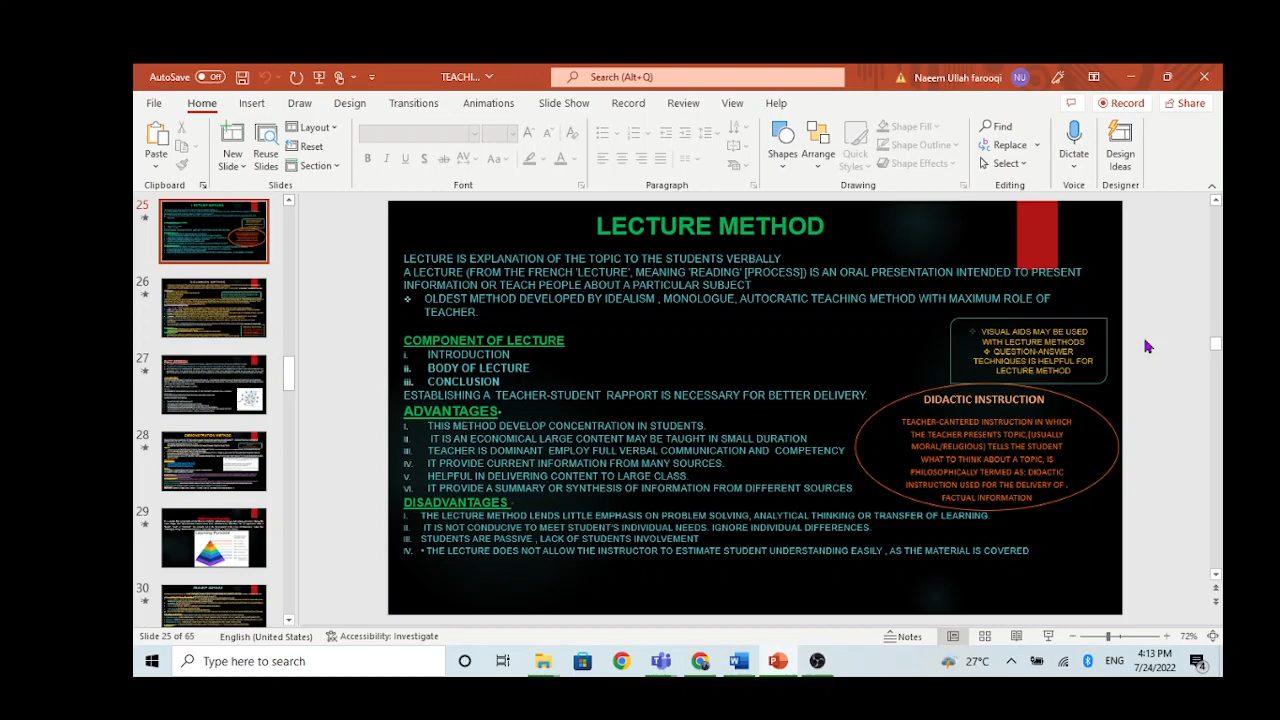 AutoSave Off TEACHI... Search (Alt+Q) Naeem Ullah farooqi NU
File Home Insert Draw Design Transitions Animations Slide Show Record Review View Help Record Share
Paste New Slide Reuse Slides Layout Reset Section
B I U S ab AV Aa A A A
Shapes Arrange Quick Styles Shape Fill Shape Outline Shape Effects
Find Replace Select Dictate Design Ideas
Clipboard Slides Font Paragraph Drawing Editing Voice Designer
25
26
27
28
29
Learning Pyramid
30
LECTURE METHOD
LECTURE IS EXPLANATION OF THE TOPIC TO THE STUDENTS VERBALLY
A LECTURE (FROM THE FRENCH 'LECTURE', MEANING 'READING' [PROCESS]) IS AN ORAL PRESENTATION INTENDED TO PRESENT
INFORMATION OR TEACH PEOPLE ABOUT A PARTICULAR SUBJECT
❖ OLDEST METHOD DEVELOPED BY IDEALISM , MONOLOGUE, AUTOCRATIC TEACHING METHOD WITH MAXIMUM ROLE OF
TEACHER.
COMPONENT OF LECTURE
i. INTRODUCTION
ii. BODY OF LECTURE
iii. CONCLUSION
ESTABLISHING A TEACHER-STUDENT RAPPORT IS NECESSARY FOR BETTER DELIVERY.
ADVANTAGES·
I. THIS METHOD DEVELOP CONCENTRATION IN STUDENTS.
II. IT IS AN ECONOMICAL LARGE CONTENT MAY BE TAUGHT IN SMALL DURATION
III. TEACHER IS DOMINANT EMPLOY FULL VERBAL COMMUNICATION AND COMPETENCY
IV. IT PROVIDE CURRENT INFORMATION FROM MANY SOURCES.
V. HELPFUL IN DELIVERING CONTENT TO LARGE CLASS.
VI. IT PROVIDE A SUMMARY OR SYNTHESIS OF INFORMATION FROM DIFFERENT SOURCES
DISADVANTAGES ·
I. THE LECTURE METHOD LENDS LITTLE EMPHASIS ON PROBLEM SOLVING, ANALYTICAL THINKING OR TRANSFER OF LEARNING.
II. IT IS NOT CONDUCIVE TO MEET STUDENT'S INDIVIDUAL NEEDS. IGNORE INDIVIDUAL DIFFERENCES.
III. STUDENTS ARE PASSIVE , LACK OF STUDENTS INVOLVEMENT
IV. • THE LECTURE DOES NOT ALLOW THE INSTRUCTOR TO ESTIMATE STUDENT UNDERSTANDING EASILY , AS THE MATERIAL IS COVERED
❖ VISUAL AIDS MAY BE USED
WITH LECTURE METHODS
❖ QUESTION-ANSWER
TECHNIQUES IS HELPFUL FOR
LECTURE METHOD
DIDACTIC INSTRUCTION
TEACHER-CANTERED INSTRUCTION IN WHICH
THE TEACHER PRESENTS TOPIC,(USUALLY
MORAL/RELIGIOUS) TELLS THE STUDENT
WHAT TO THINK ABOUT A TOPIC, IS
PHILOSOPHICALLY TERMED AS: DIDACTIC
INSTRUCTION USED FOR THE DELIVERY OF .
FACTUAL INFORMATION
Slide 25 of 65 English (United States) Accessibility: Investigate Notes 72%
Type here to search 27°C ENG 4:13 PM
7/24/2022 4